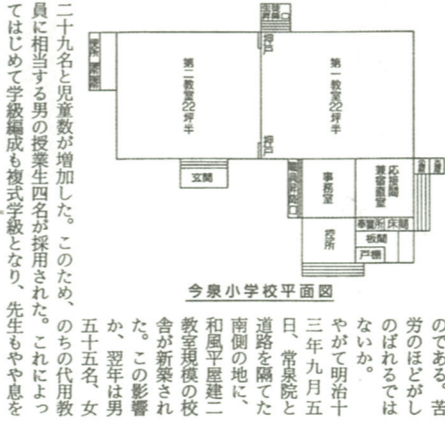 のである。苦
労のほどがし
のばれるでは
ないか。
やがて明治十
三年九月五
日、常泉院と
道路を隔てた
南側の地に、
和風平屋建二
教室規模の校
舎が新築され
た。この影響
か、翌年は男
五十五名、女
二十九名と児童数が増加した。このため、のちの代用教
員に相当する男の授業生四名が採用された。これによっ
てはじめて学級編成も複式学級となり、先生もやや息を
第一教室22坪半
第二教室22坪半
押戸
押戸
玄関
事務室
応接間
兼宿直室
控所
奉置所
床間
板間
戸棚
今泉小学校平面図